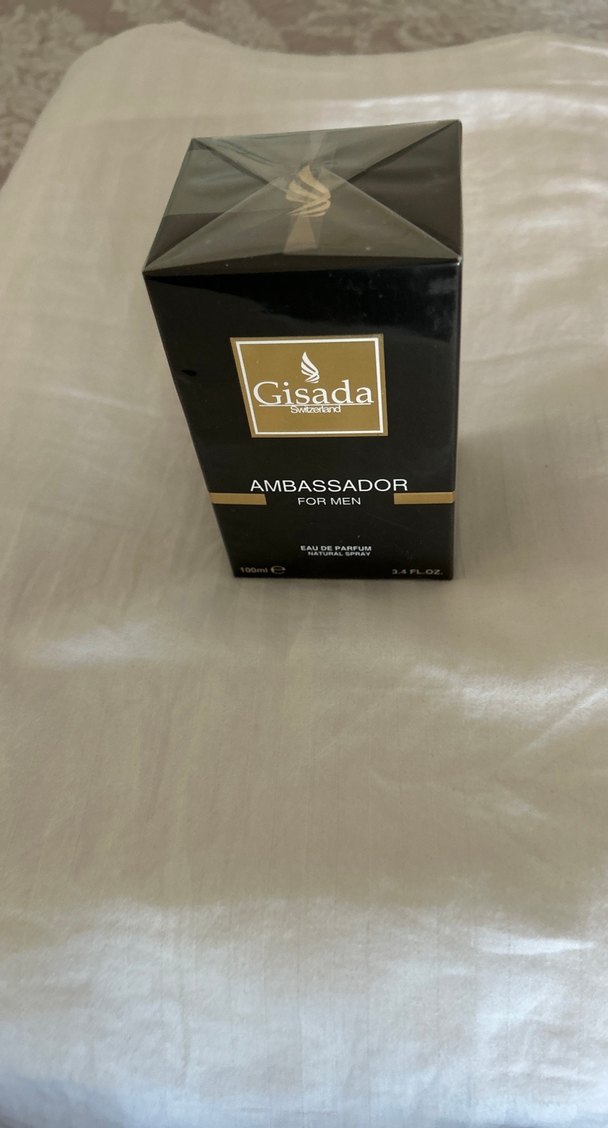 Gisada
Switzerland
AMBASSADOR
FOR MEN
EAU DE PARFUM
NATURAL SPRAY
100ml ℮
3.4 FL.OZ.